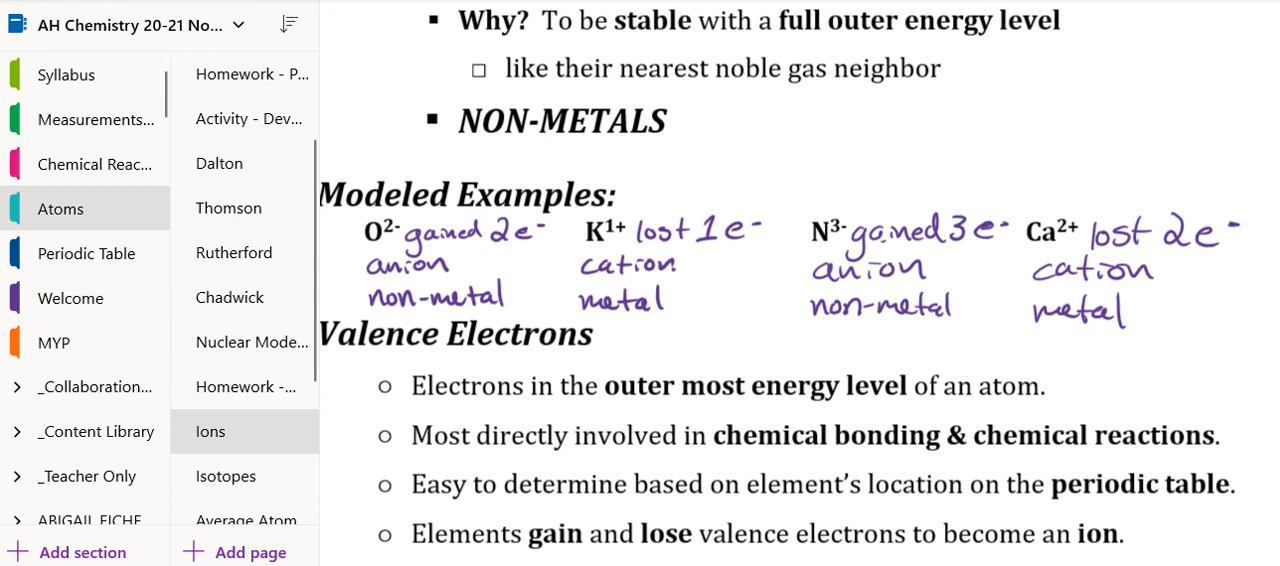 AH Chemistry 20-21 No...
Syllabus
Measurements...
Chemical Reac...
Atoms
Periodic Table
Welcome
MYP
_Collaboration...
_Content Library
_Teacher Only
ABIGAIL FICHE
Add section
Homework - P...
Activity - Dev...
Dalton
Thomson
Rutherford
Chadwick
Nuclear Mode...
Homework -...
Ions
Isotopes
Average Atom
Add page
▪ Why? To be stable with a full outer energy level
□ like their nearest noble gas neighbor
▪ NON-METALS
Modeled Examples:
O²⁻ gained 2e⁻ K¹⁺ lost 1e⁻ N³⁻ gained 3e⁻ Ca²⁺ lost 2e⁻
anion cation anion cation
non-metal metal non-metal metal
Valence Electrons
○ Electrons in the outer most energy level of an atom.
○ Most directly involved in chemical bonding & chemical reactions.
○ Easy to determine based on element's location on the periodic table.
○ Elements gain and lose valence electrons to become an ion.